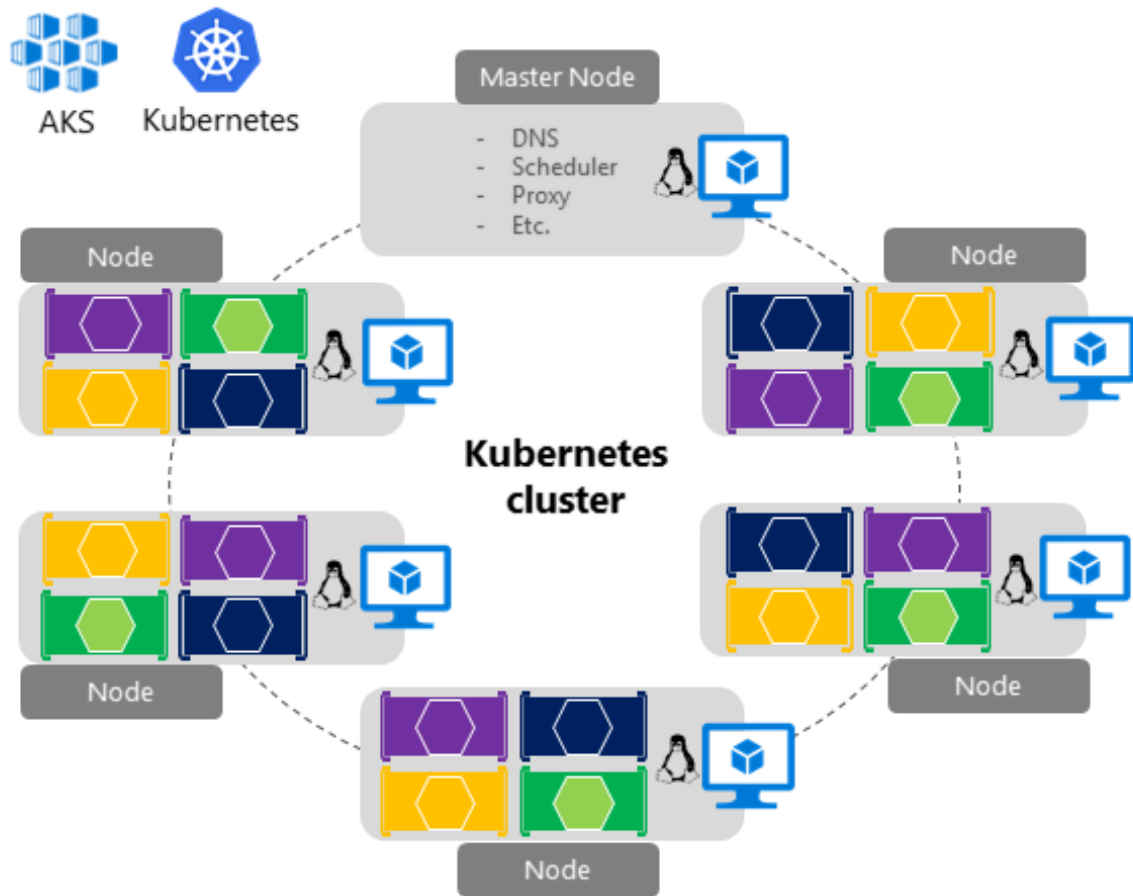 AKS
Kubernetes
Master Node
- DNS
- Scheduler
- Proxy
- Etc.
Node
Node
Kubernetes
cluster
Node
Node
Node